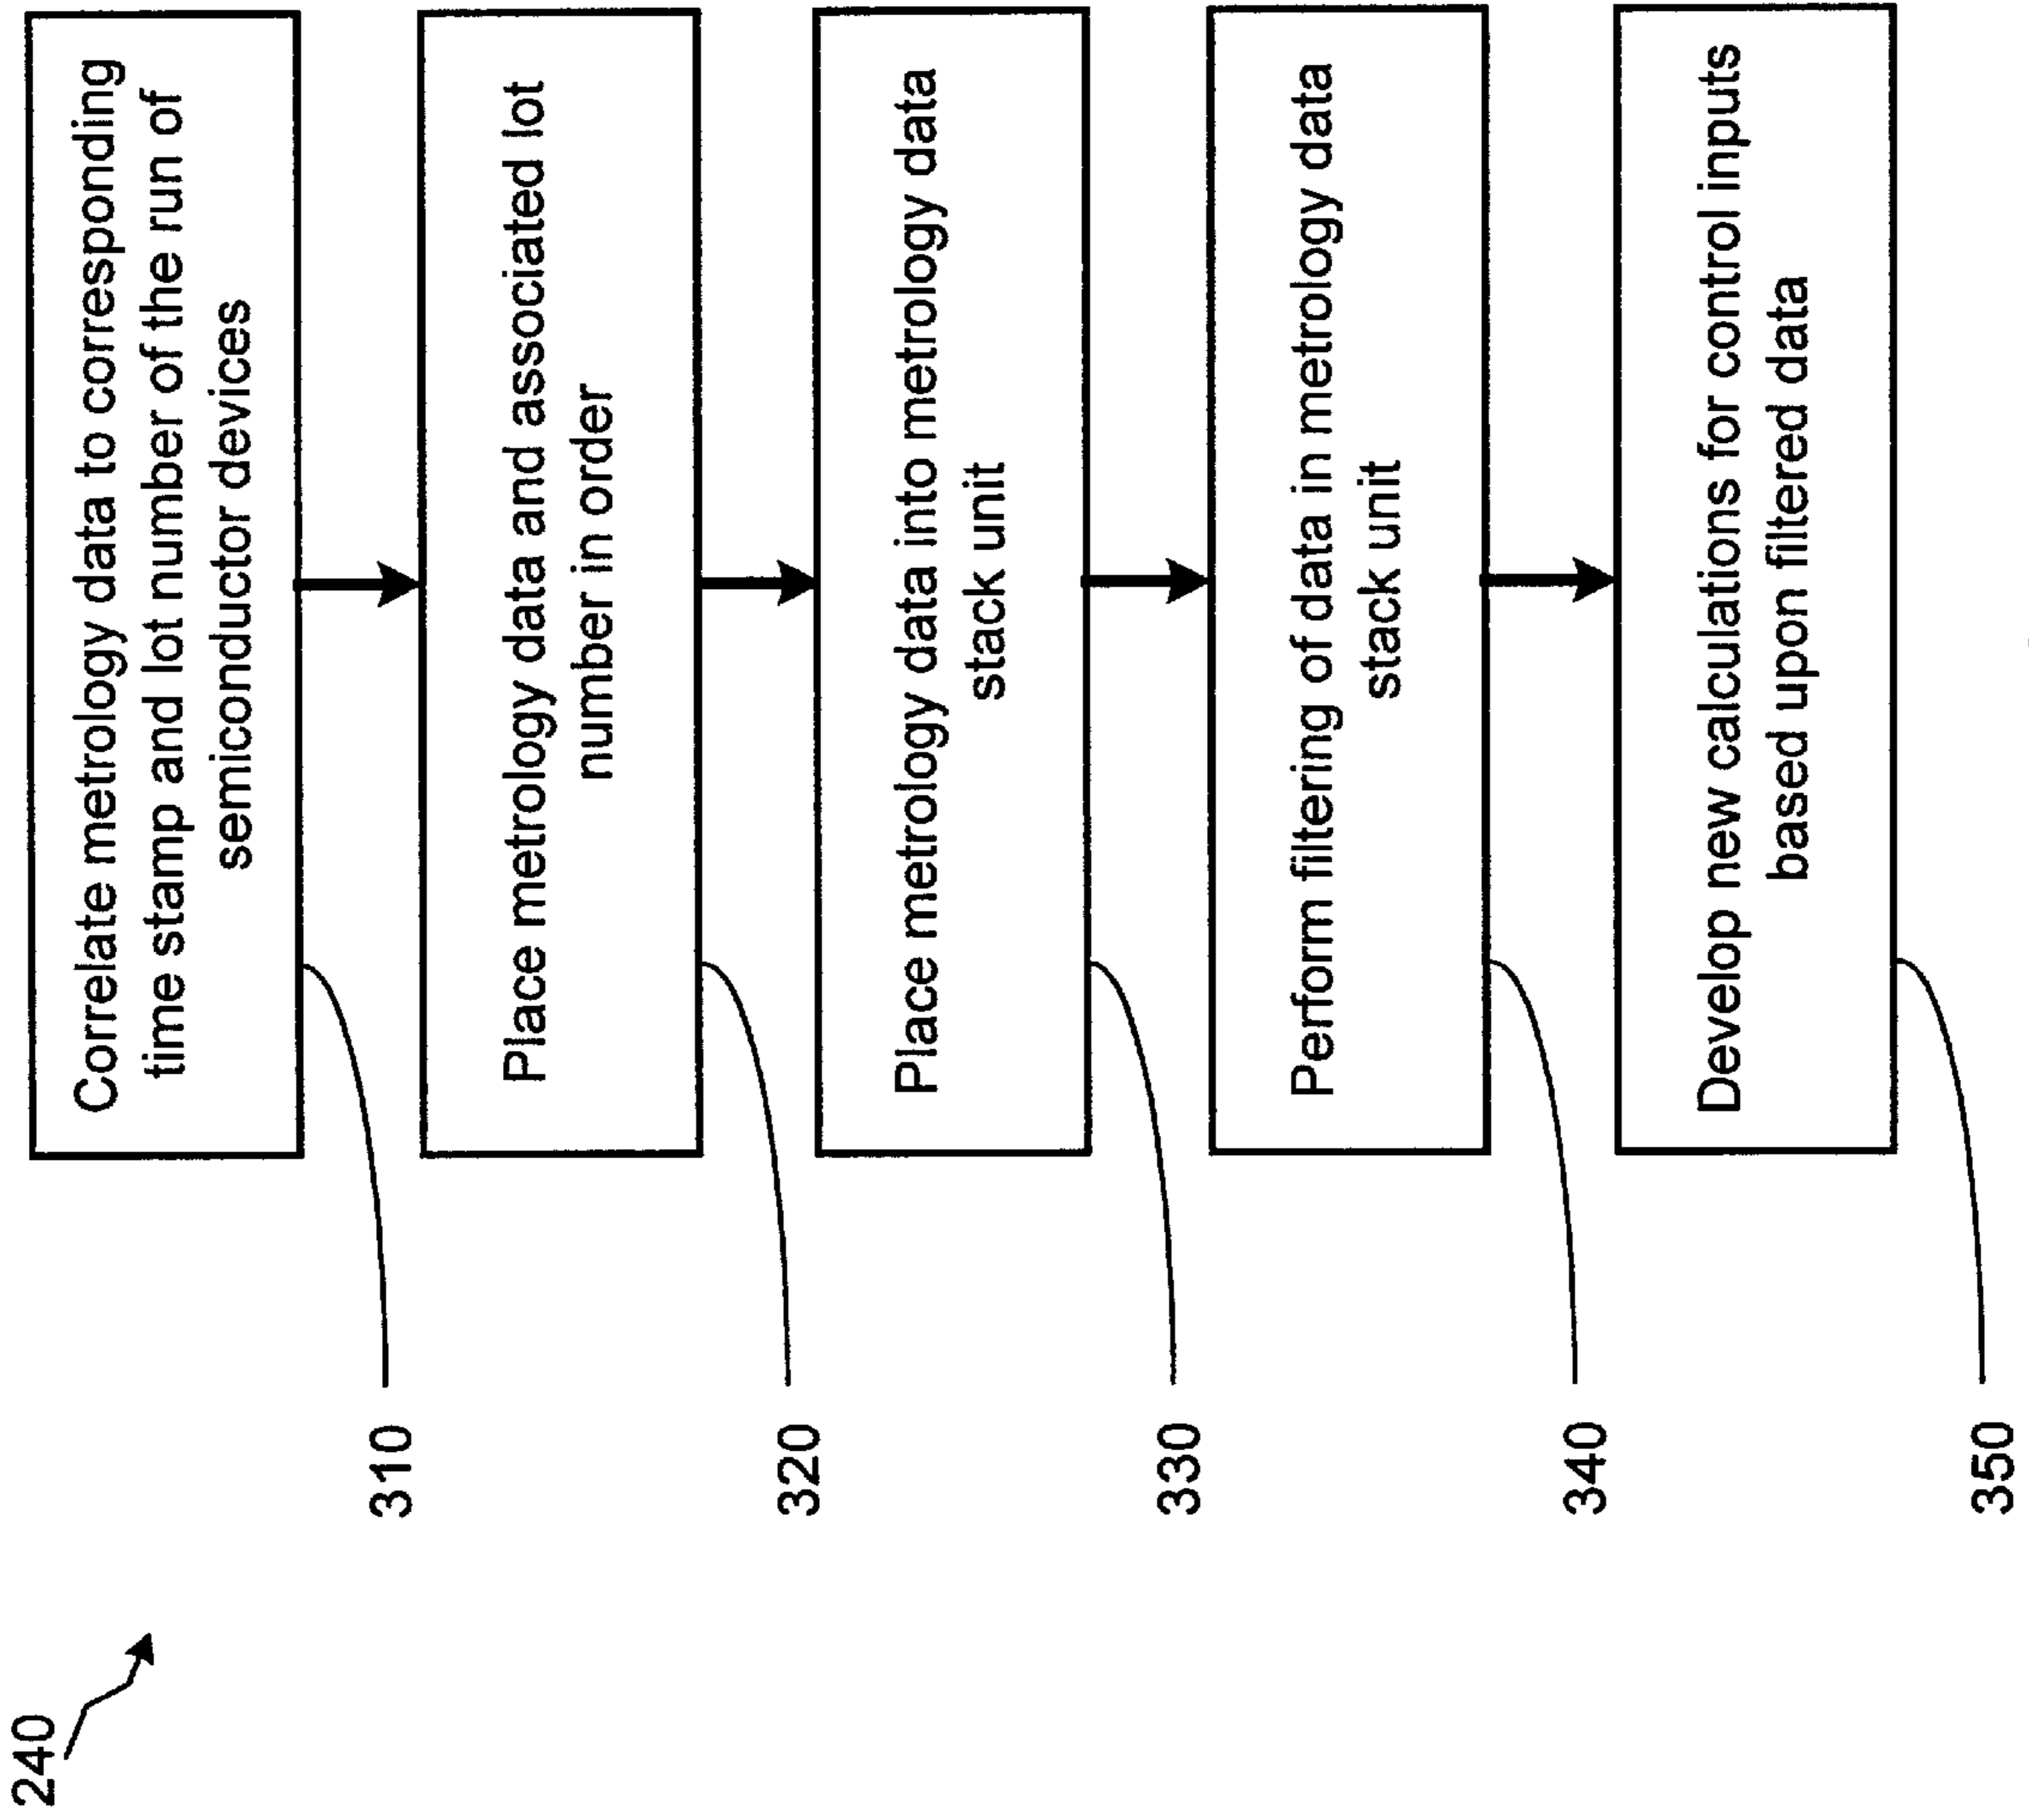 240
Correlate metrology data to corresponding
time stamp and lot number of the run of
semiconductor devices
310
Place metrology data and associated lot
number in order
320
Place metrology data into metrology data
stack unit
330
Perform filtering of data in metrology data
stack unit
340
Develop new calculations for control inputs
based upon filtered data
350